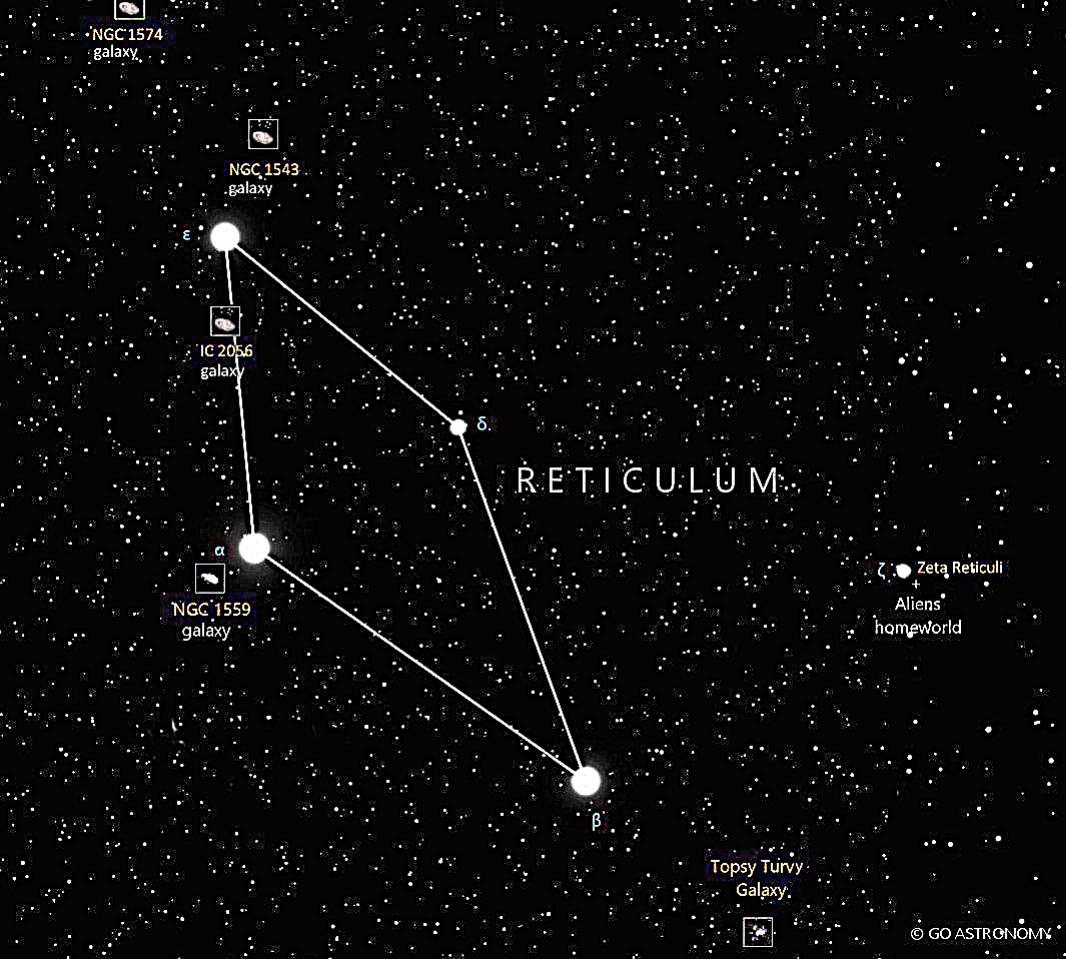 NGC 1574
galaxy
NGC 1543
galaxy
ε
IC 2056
galaxy
δ
RETICULUM
α
NGC 1559
galaxy
ζ Zeta Reticuli
Aliens
homeworld
β
Topsy Turvy
Galaxy
© GO ASTRONOMY